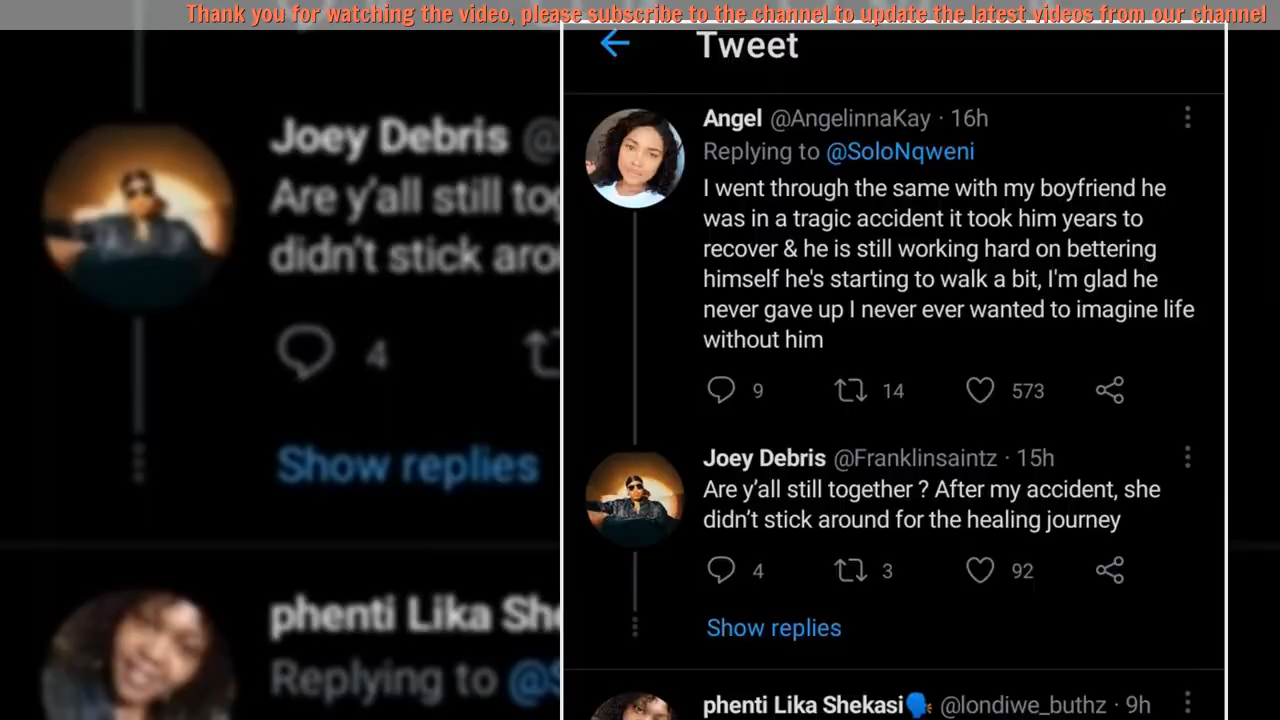 Thank you for watching the video, please subscribe to the channel to update the latest videos from our channel
Tweet
Angel @AngelinnaKay · 16h
Replying to @SoloNqweni
I went through the same with my boyfriend he
was in a tragic accident it took him years to
recover & he is still working hard on bettering
himself he's starting to walk a bit, I'm glad he
never gave up I never ever wanted to imagine life
without him
9 14 573
Joey Debris @Franklinsaintz · 15h
Are y’all still together ? After my accident, she
didn’t stick around for the healing journey
4 3 92
Show replies
phenti Lika Shekasi🗣 @londiwe_buthz · 9h
Joey Debris @
Are y’all still tog
didn’t stick aro
4
Show replies
phenti Lika She
Replying to @S